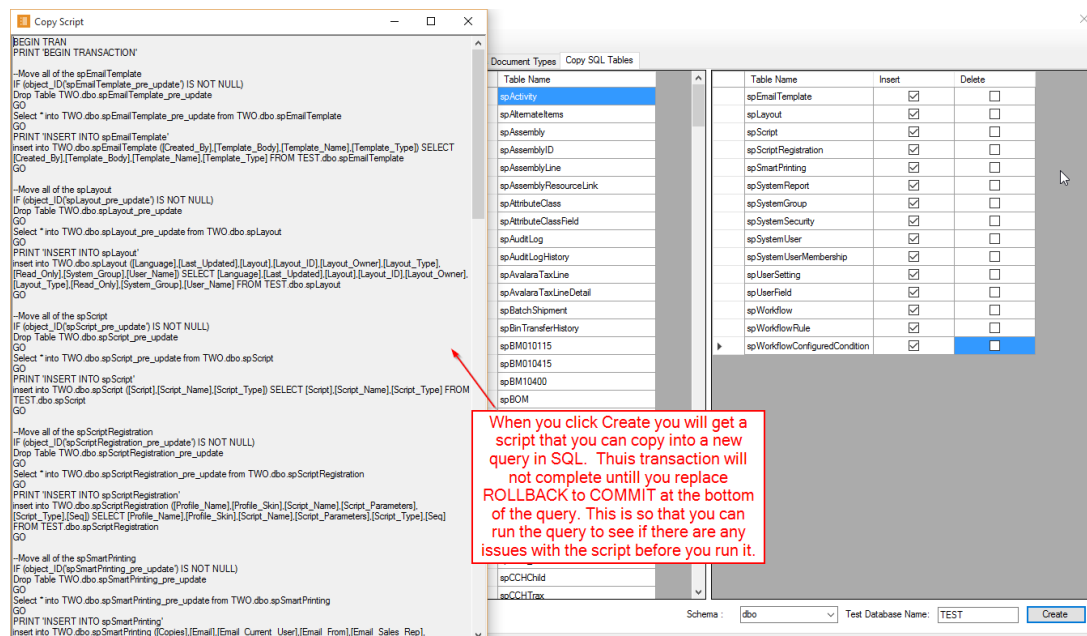 Copy Script
BEGIN TRAN
PRINT 'BEGIN TRANSACTION'
--Move all of the spEmailTemplate
IF (object_ID('spEmailTemplate_pre_update') IS NOT NULL)
Drop Table TWO.dbo.spEmailTemplate_pre_update
GO
Select * into TWO.dbo.spEmailTemplate_pre_update from TWO.dbo.spEmailTemplate
GO
PRINT 'INSERT INTO spEmailTemplate'
insert into TWO.dbo.spEmailTemplate ([Created_By],[Template_Body],[Template_Name],[Template_Type]) SELECT
[Created_By],[Template_Body],[Template_Name],[Template_Type] FROM TEST.dbo.spEmailTemplate
GO
--Move all of the spLayout
IF (object_ID('spLayout_pre_update') IS NOT NULL)
Drop Table TWO.dbo.spLayout_pre_update
GO
Select * into TWO.dbo.spLayout_pre_update from TWO.dbo.spLayout
GO
PRINT 'INSERT INTO spLayout'
insert into TWO.dbo.spLayout ([Language],[Last_Updated],[Layout],[Layout_ID],[Layout_Owner],[Layout_Type],
[Read_Only],[System_Group],[User_Name]) SELECT [Language],[Last_Updated],[Layout],[Layout_ID],[Layout_Owner],
[Layout_Type],[Read_Only],[System_Group],[User_Name] FROM TEST.dbo.spLayout
GO
--Move all of the spScript
IF (object_ID('spScript_pre_update') IS NOT NULL)
Drop Table TWO.dbo.spScript_pre_update
GO
Select * into TWO.dbo.spScript_pre_update from TWO.dbo.spScript
GO
PRINT 'INSERT INTO spScript'
insert into TWO.dbo.spScript ([Script],[Script_Name],[Script_Type]) SELECT [Script],[Script_Name],[Script_Type] FROM
TEST.dbo.spScript
GO
--Move all of the spScriptRegistration
IF (object_ID('spScriptRegistration_pre_update') IS NOT NULL)
Drop Table TWO.dbo.spScriptRegistration_pre_update
GO
Select * into TWO.dbo.spScriptRegistration_pre_update from TWO.dbo.spScriptRegistration
GO
PRINT 'INSERT INTO spScriptRegistration'
insert into TWO.dbo.spScriptRegistration ([Profile_Name],[Profile_Skin],[Script_Name],[Script_Parameters],
[Script_Type],[Seq]) SELECT [Profile_Name],[Profile_Skin],[Script_Name],[Script_Parameters],[Script_Type],[Seq]
FROM TEST.dbo.spScriptRegistration
GO
--Move all of the spSmartPrinting
IF (object_ID('spSmartPrinting_pre_update') IS NOT NULL)
Drop Table TWO.dbo.spSmartPrinting_pre_update
GO
Select * into TWO.dbo.spSmartPrinting_pre_update from TWO.dbo.spSmartPrinting
GO
PRINT 'INSERT INTO spSmartPrinting'
insert into TWO.dbo.spSmartPrinting ([Copies],[Email],[Email_Current_User],[Email_From],[Email_Sales_Rep],
Document Types
Copy SQL Tables
Table Name
spActivity
spAlternateItems
spAssembly
spAssemblyID
spAssemblyLine
spAssemblyResourceLink
spAttributeClass
spAttributeClassField
spAuditLog
spAuditLogHistory
spAvalaraTaxLine
spAvalaraTaxLineDetail
spBatchShipment
spBinTransferHistory
spBM010115
spBM010415
spBM10400
spBOM
spCCHChild
spCCHTrax
Table Name Insert Delete
spEmailTemplate
spLayout
spScript
spScriptRegistration
spSmartPrinting
spSystemReport
spSystemGroup
spSystemSecurity
spSystemUser
spSystemUserMembership
spUserSetting
spUserField
spWorkflow
spWorkflowRule
spWorkflowConfiguredCondition
When you click Create you will get a
script that you can copy into a new
query in SQL. Thuis transaction will
not complete untill you replace
ROLLBACK to COMMIT at the bottom
of the query. This is so that you can
run the query to see if there are any
issues with the script before you run it.
Schema : dbo Test Database Name: TEST Create